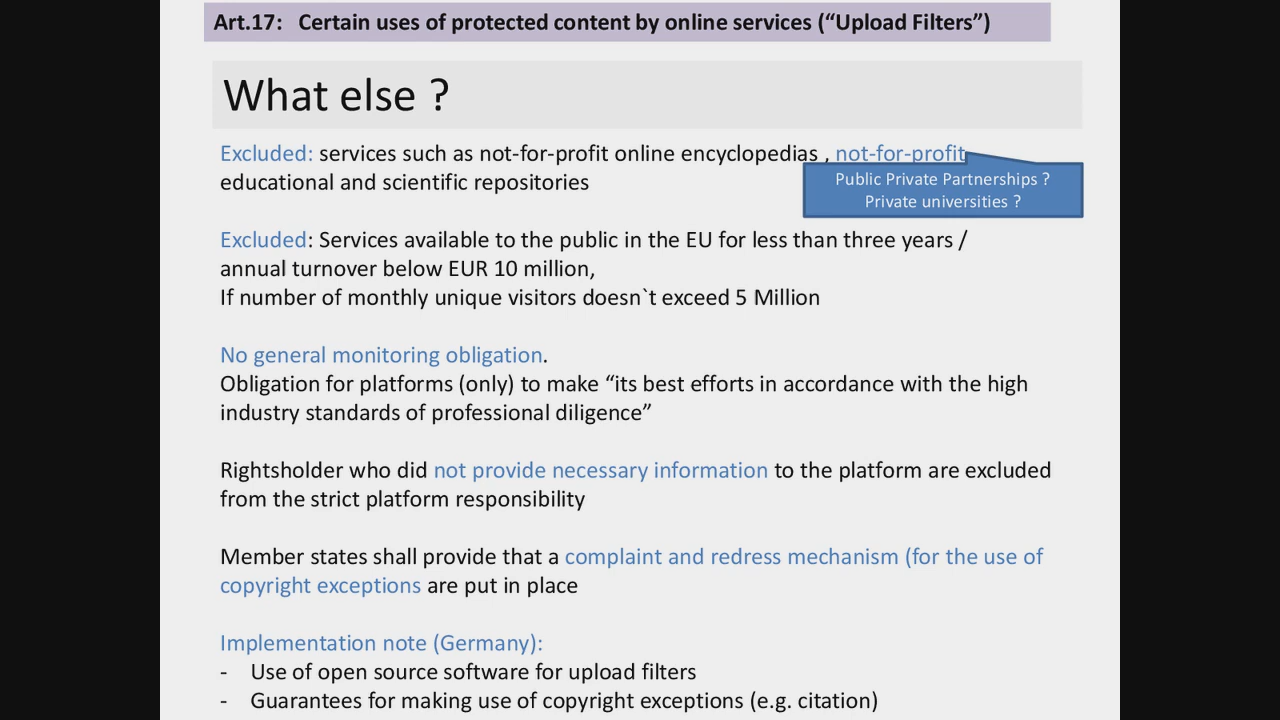 Art.17: Certain uses of protected content by online services (“Upload Filters”)
What else ?
Excluded: services such as not-for-profit online encyclopedias , not-for-profit
educational and scientific repositories
Public Private Partnerships ?
Private universities ?
Excluded: Services available to the public in the EU for less than three years /
annual turnover below EUR 10 million,
If number of monthly unique visitors doesn`t exceed 5 Million
No general monitoring obligation.
Obligation for platforms (only) to make “its best efforts in accordance with the high
industry standards of professional diligence”
Rightsholder who did not provide necessary information to the platform are excluded
from the strict platform responsibility
Member states shall provide that a complaint and redress mechanism (for the use of
copyright exceptions are put in place
Implementation note (Germany):
- Use of open source software for upload filters
- Guarantees for making use of copyright exceptions (e.g. citation)